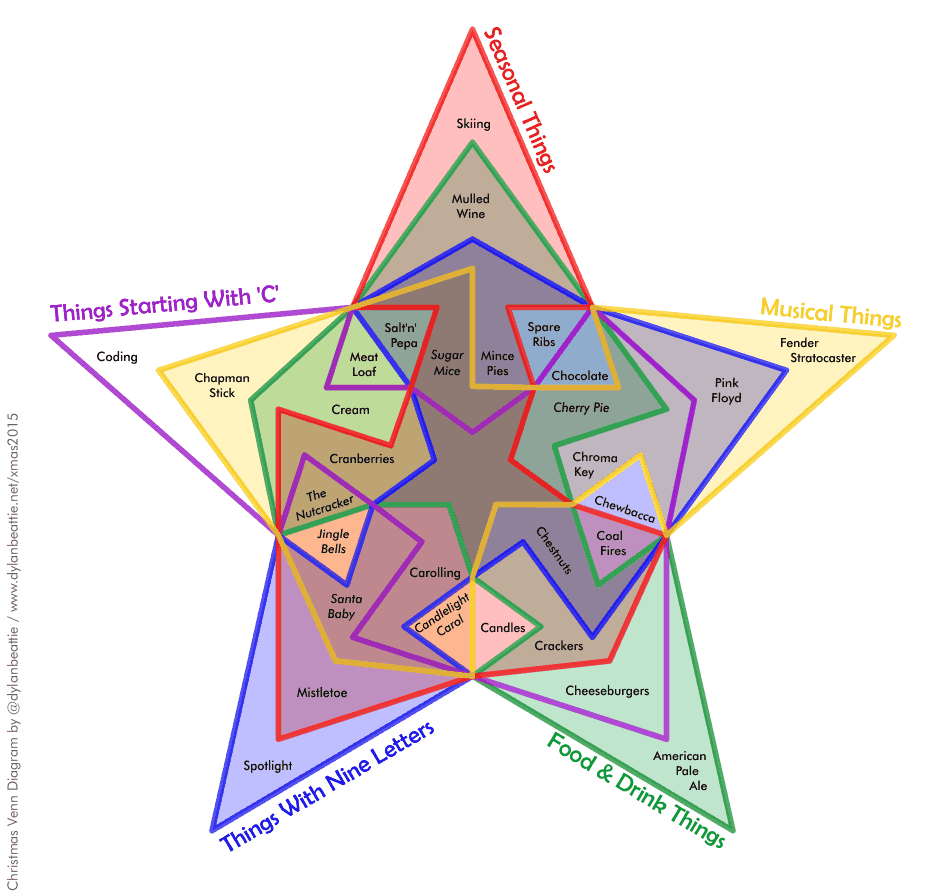 Seasonal Things
Skiing
Mulled
Wine
Things Starting With 'C'
Musical Things
Coding
Chapman
Stick
Salt'n'
Pepa
Meat
Loaf
Sugar
Mice
Mince
Pies
Spare
Ribs
Chocolate
Pink
Floyd
Fender
Stratocaster
Cream
Cherry Pie
Cranberries
Chroma
Key
The
Nutcracker
Chewbacca
Jingle
Bells
Coal
Fires
Chestnuts
Carolling
Santa
Baby
Candlelight
Carol
Candles
Crackers
Mistletoe
Cheeseburgers
Spotlight
American
Pale
Ale
Things With Nine Letters
Food & Drink Things
Christmas Venn Diagram by @dylanbeattie / www.dylanbeattie.net/xmas2015